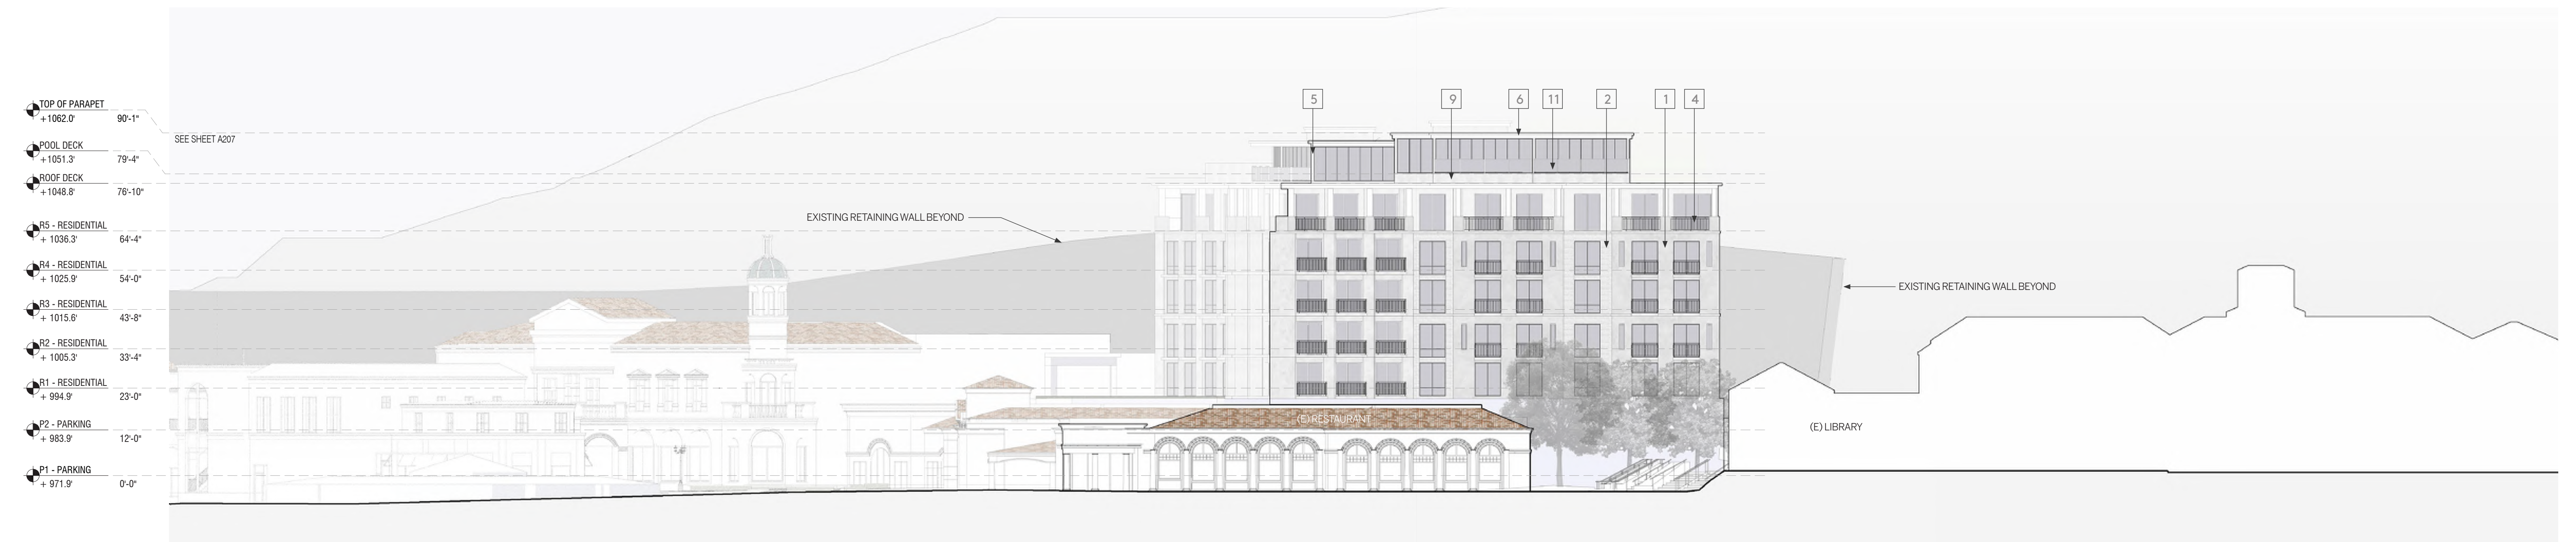 TOP OF PARAPET
+1062.0' 90'-1"
SEE SHEET A207
POOL DECK
+1051.3' 79'-4"
ROOF DECK
+1048.8' 76'-10"
R5 - RESIDENTIAL
+ 1036.3' 64'-4"
R4 - RESIDENTIAL
+ 1025.9' 54'-0"
R3 - RESIDENTIAL
+ 1015.6' 43'-8"
R2 - RESIDENTIAL
+ 1005.3' 33'-4"
R1 - RESIDENTIAL
+ 994.9' 23'-0"
P2 - PARKING
+ 983.9' 12'-0"
P1 - PARKING
+ 971.9' 0'-0"
5 9 6 11 2 1 4
EXISTING RETAINING WALL BEYOND
EXISTING RETAINING WALL BEYOND
(E) RESTAURANT
(E) LIBRARY